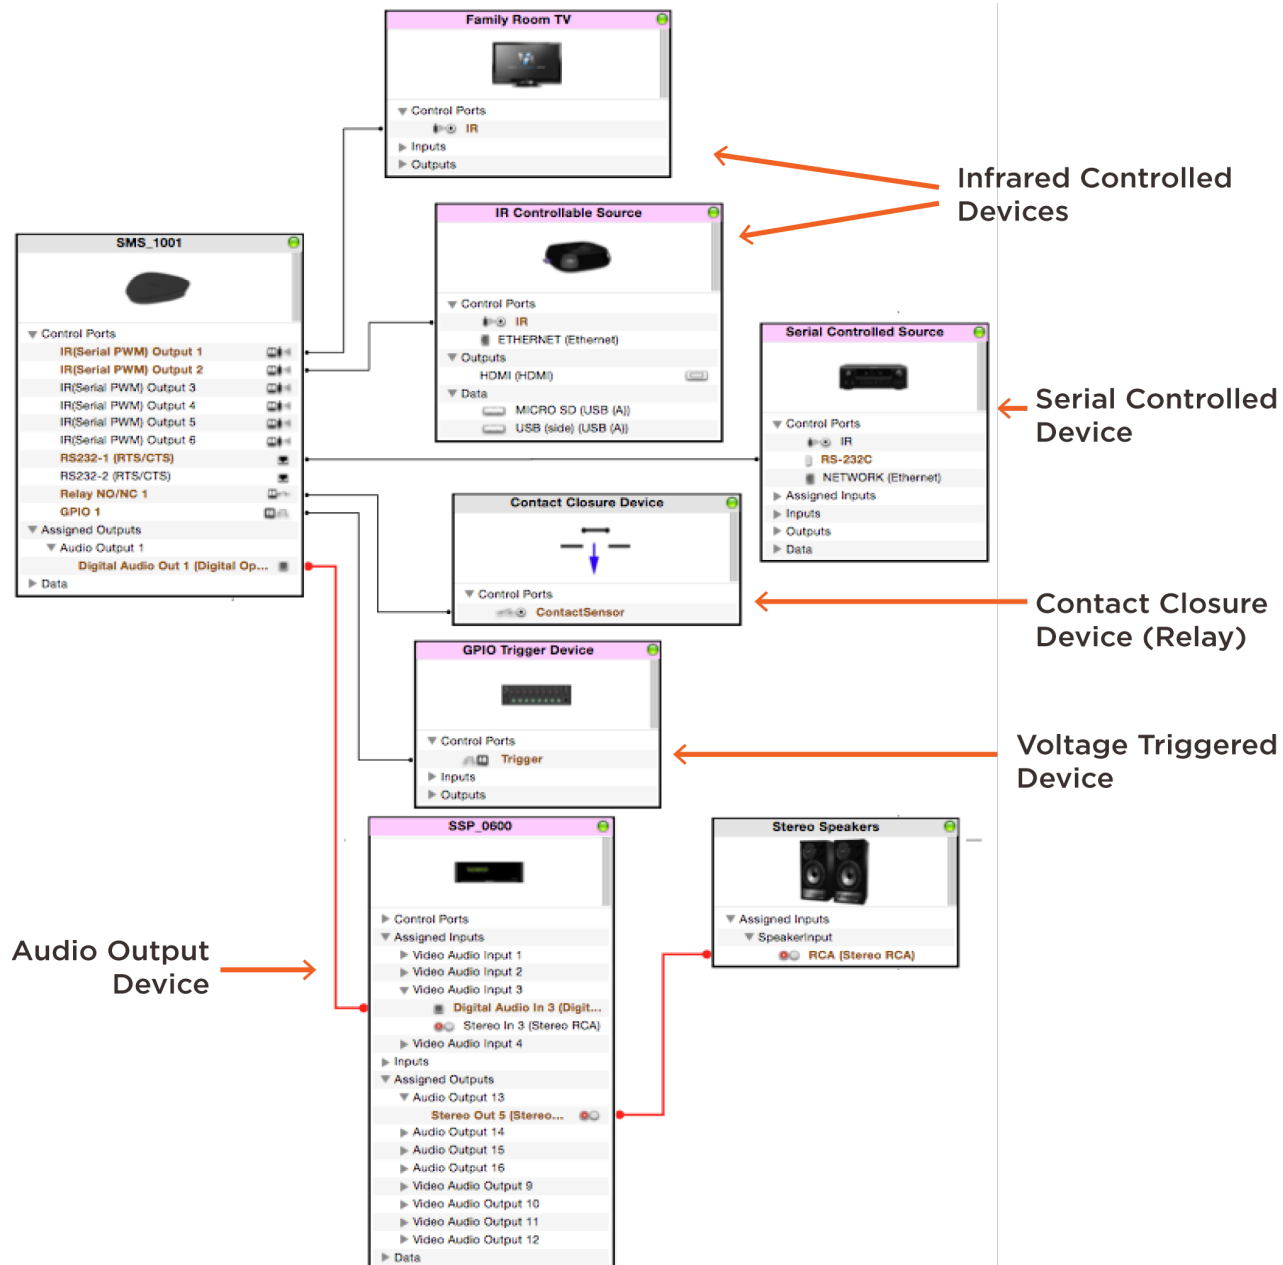 Family Room TV
Control Ports
IR
Inputs
Outputs
Infrared Controlled
Devices
IR Controllable Source
Control Ports
IR
ETHERNET (Ethernet)
Outputs
HDMI (HDMI)
Data
MICRO SD (USB (A))
USB (side) (USB (A))
SMS_1001
Control Ports
IR(Serial PWM) Output 1
IR(Serial PWM) Output 2
IR(Serial PWM) Output 3
IR(Serial PWM) Output 4
IR(Serial PWM) Output 5
IR(Serial PWM) Output 6
RS232-1 (RTS/CTS)
RS232-2 (RTS/CTS)
Relay NO/NC 1
GPIO 1
Assigned Outputs
Audio Output 1
Digital Audio Out 1 (Digital Op...
Data
Serial Controlled Source
Control Ports
IR
RS-232C
NETWORK (Ethernet)
Assigned Inputs
Inputs
Outputs
Data
Serial Controlled
Device
Contact Closure Device
Control Ports
ContactSensor
Contact Closure
Device (Relay)
GPIO Trigger Device
Control Ports
Trigger
Inputs
Outputs
Voltage Triggered
Device
SSP_0600
Control Ports
Assigned Inputs
Video Audio Input 1
Video Audio Input 2
Video Audio Input 3
Digital Audio In 3 (Digit...
Stereo In 3 (Stereo RCA)
Video Audio Input 4
Inputs
Assigned Outputs
Audio Output 13
Stereo Out 5 (Stereo...
Audio Output 14
Audio Output 15
Audio Output 16
Video Audio Output 9
Video Audio Output 10
Video Audio Output 11
Video Audio Output 12
Data
Stereo Speakers
Assigned Inputs
SpeakerInput
RCA (Stereo RCA)
Audio Output
Device